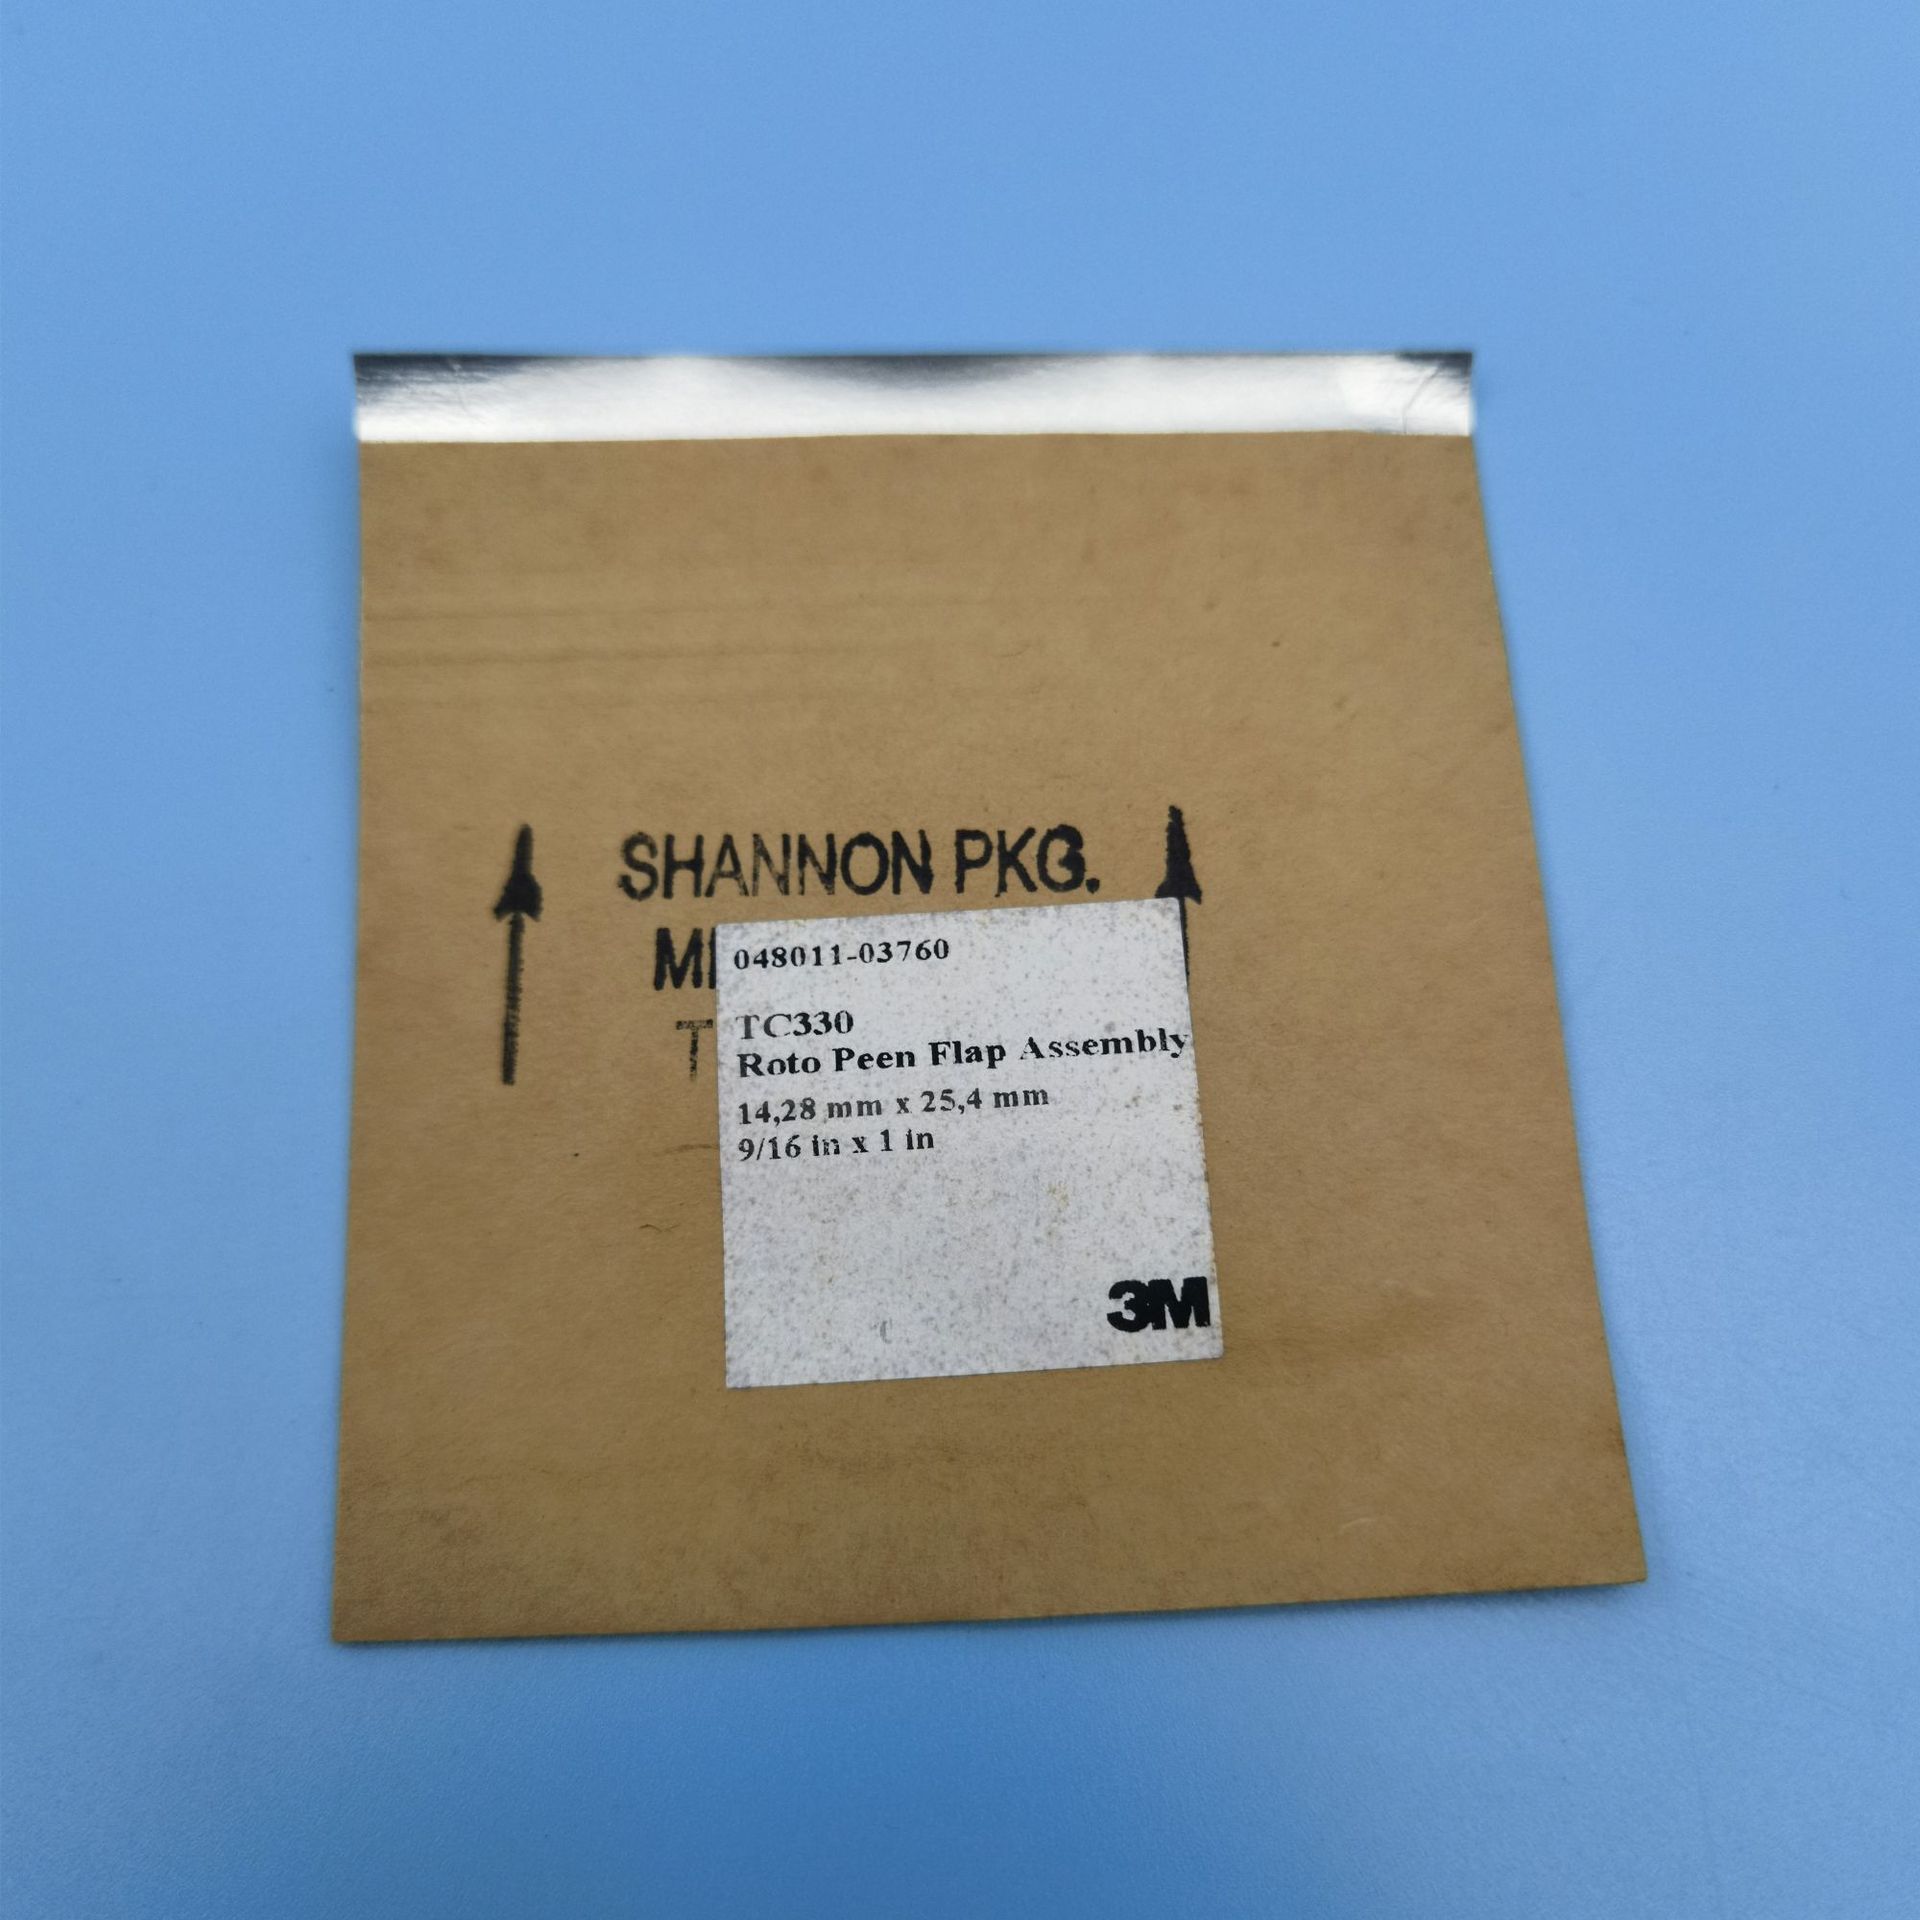 SHANNON PKG.
048011-03760
TC330
Roto Peen Flap Assembly
14,28 mm x 25,4 mm
9/16 in x 1 in
3M